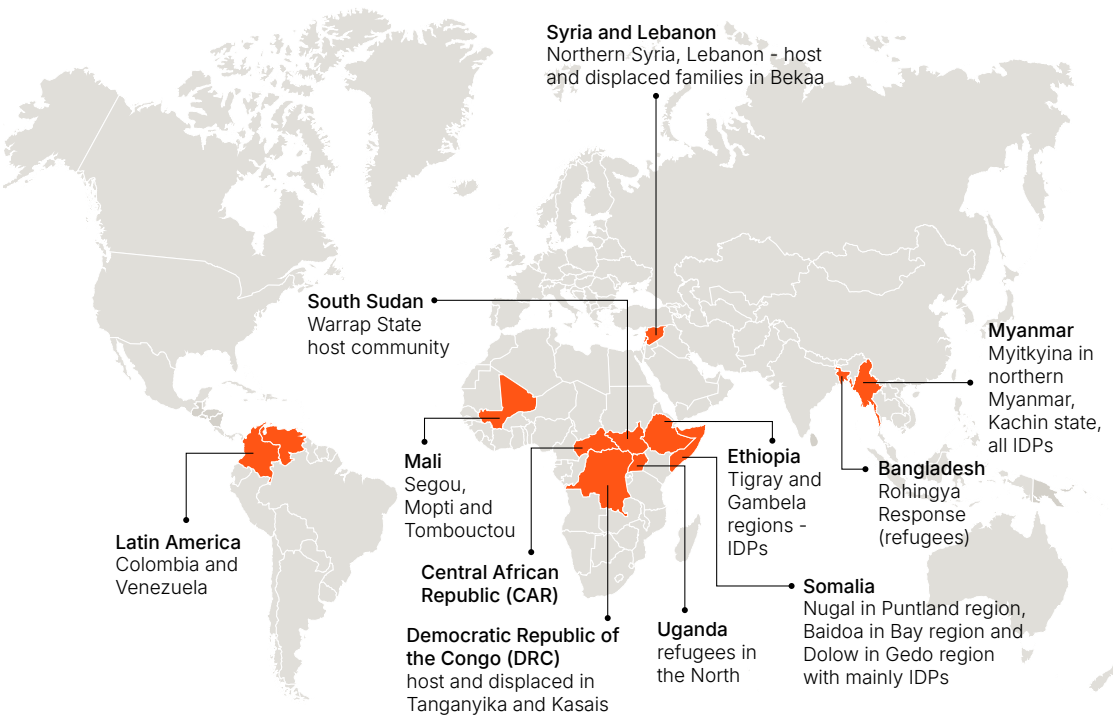 Syria and Lebanon
Northern Syria, Lebanon - host
and displaced families in Bekaa
South Sudan
Warrap State
host community
Myanmar
Myitkyina in
northern
Myanmar,
Kachin state,
all IDPs
Mali
Segou,
Mopti and
Tombouctou
Ethiopia
Tigray and
Gambela
regions -
IDPs
Bangladesh
Rohingya
Response
(refugees)
Latin America
Colombia and
Venezuela
Central African
Republic (CAR)
Somalia
Nugal in Puntland region,
Baidoa in Bay region and
Dolow in Gedo region
with mainly IDPs
Democratic Republic of
the Congo (DRC)
host and displaced in
Tanganyika and Kasais
Uganda
refugees in
the North